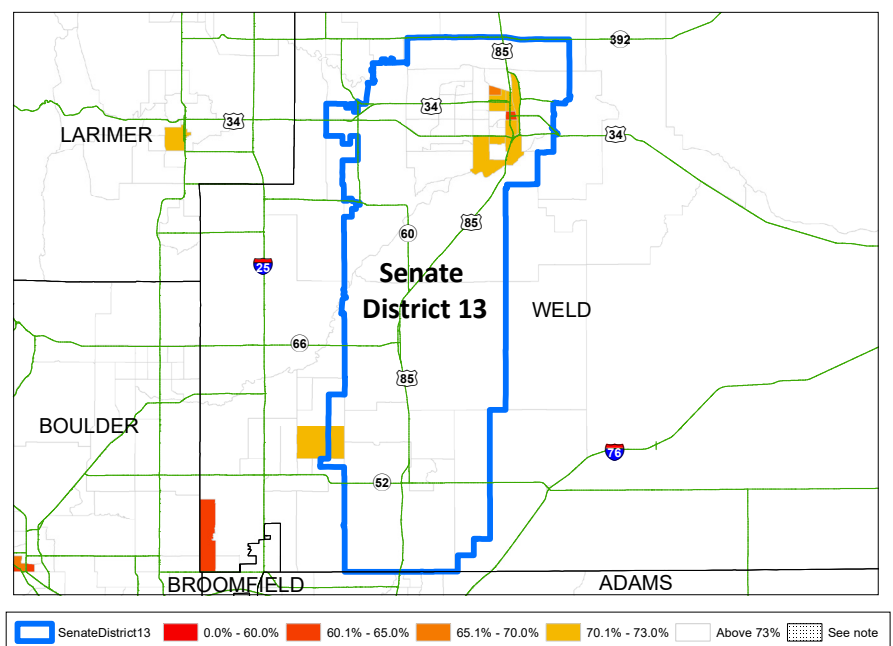 392
85
34
34
LARIMER
34
85
60
25
Senate
District 13
WELD
66
85
BOULDER
76
52
BROOMFIELD
ADAMS
SenateDistrict13 0.0% - 60.0% 60.1% - 65.0% 65.1% - 70.0% 70.1% - 73.0% Above 73% See note